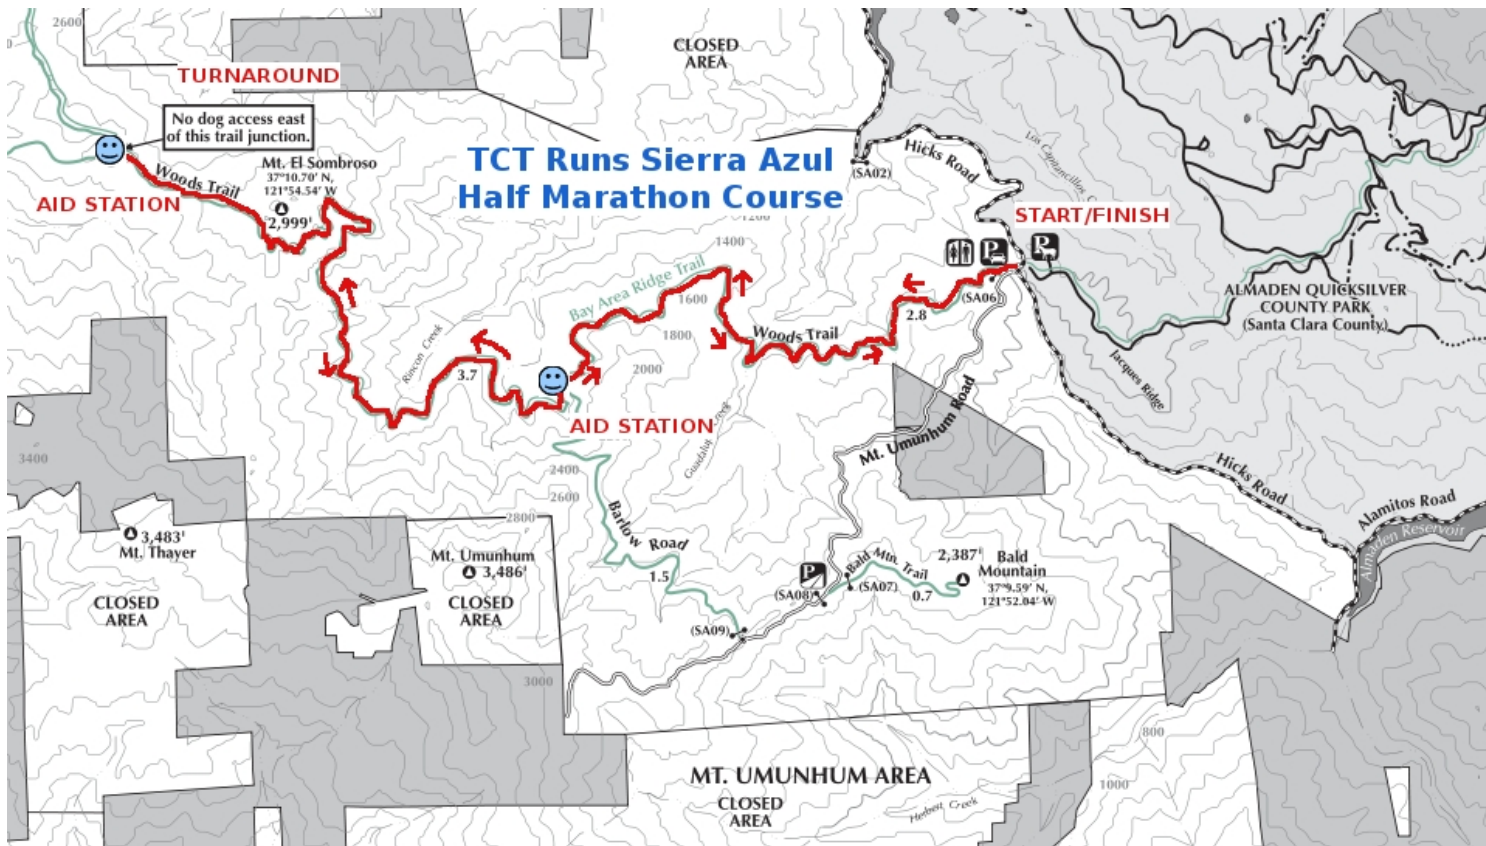 2600
CLOSED
AREA
TURNAROUND
No dog access east
of this trail junction.
Mt. El Sombroso
37°10.70' N,
121°54.54' W
2,999'
Woods Trail
AID STATION
TCT Runs Sierra Azul
Half Marathon Course
Hicks Road
(SA02)
1200
START/FINISH
1400
Bay Area Ridge Trail
1600
1800
2000
(SA06)
2.8
Woods Trail
ALMADEN QUICKSILVER
COUNTY PARK
(Santa Clara County)
Jacques Ridge
Rincon Creek
3.7
AID STATION
Mt. Umunhum Road
3400
2400
2600
2800
Hicks Road
Alamitos Road
Almaden Reservoir
3,483'
Mt. Thayer
CLOSED
AREA
Mt. Umunhum
3,486'
CLOSED
AREA
Barlow Road
1.5
Bald Mtn. Trail
(SA07)
0.7
(SA08)
(SA09)
2,387'
Bald
Mountain
37°9.59' N,
121°52.04' W
3000
800
1000
MT. UMUNHUM AREA
CLOSED
AREA
Herbert Creek